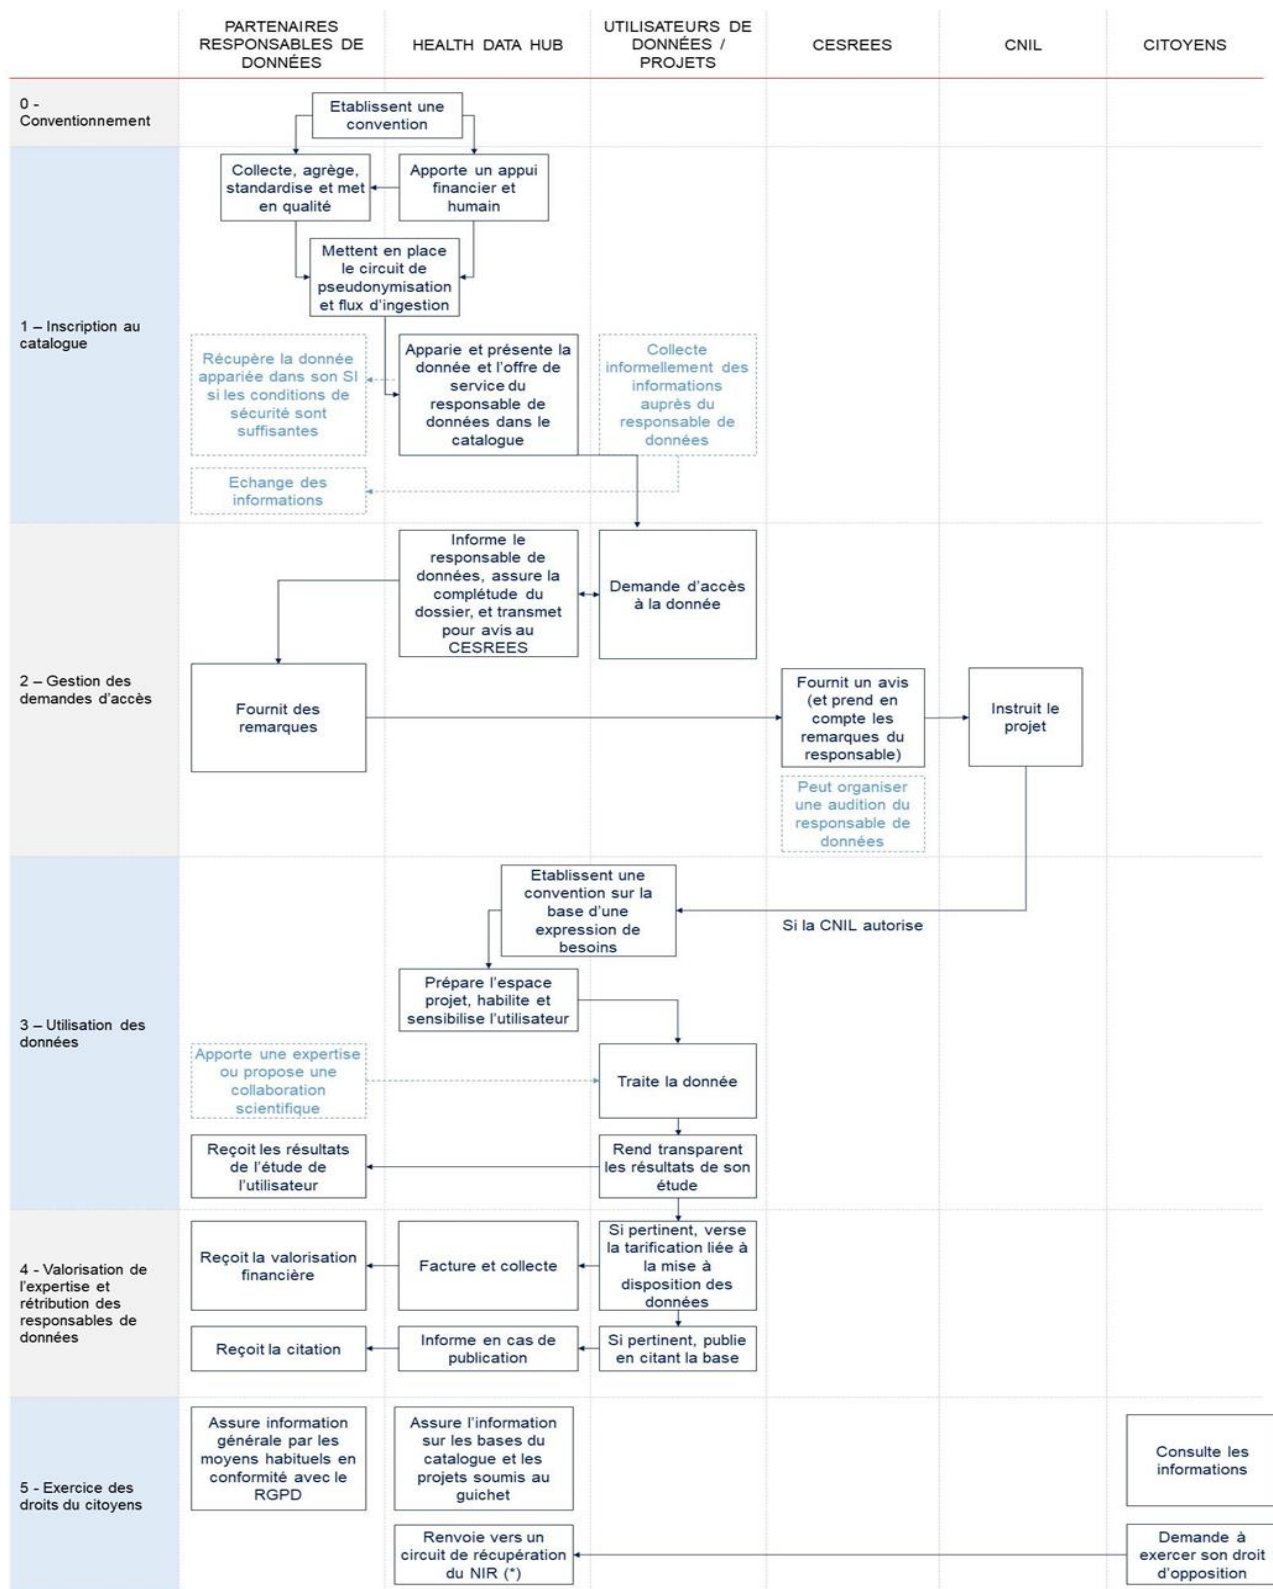 PARTENAIRES
RESPONSABLES DE
DONNÉES
HEALTH DATA HUB
UTILISATEURS DE
DONNÉES /
PROJETS
CESREES
CNIL
CITOYENS
0 -
Conventionnement
Etablissent une
convention
1 – Inscription au
catalogue
Collecte, agrège,
standardise et met
en qualité
Apporte un appui
financier et
humain
Mettent en place
le circuit de
pseudonymisation
et flux d'ingestion
Récupère la donnée
appariée dans son SI
si les conditions de
sécurité sont
suffisantes
Apparie et présente la
donnée et l'offre de
service du
responsable de
données dans le
catalogue
Collecte
informellement des
informations
auprès du
responsable de
données
Echange des
informations
2 – Gestion des
demandes d'accès
Informe le
responsable de
données, assure la
complétude du
dossier, et transmet
pour avis au
CESREES
Demande d'accès
à la donnée
Fournit des
remarques
Fournit un avis
(et prend en
compte les
remarques du
responsable)
Instruit le
projet
Peut organiser
une audition du
responsable de
données
3 – Utilisation des
données
Etablissent une
convention sur la
base d'une
expression de
besoins
Si la CNIL autorise
Prépare l'espace
projet, habilite et
sensibilise l'utilisateur
Apporte une expertise
ou propose une
collaboration
scientifique
Traite la donnée
Reçoit les résultats
de l'étude de
l'utilisateur
Rend transparent
les résultats de son
étude
4 - Valorisation de
l'expertise et
rétribution des
responsables de
données
Reçoit la valorisation
financière
Facture et collecte
Si pertinent, verse
la tarification liée à
la mise à
disposition des
données
Reçoit la citation
Informe en cas de
publication
Si pertinent, publie
en citant la base
5 - Exercice des
droits du citoyens
Assure information
générale par les
moyens habituels en
conformité avec le
RGPD
Assure l'information
sur les bases du
catalogue et les
projets soumis au
guichet
Consulte les
informations
Renvoie vers un
circuit de récupération
du NIR (*)
Demande à
exercer son droit
d'opposition